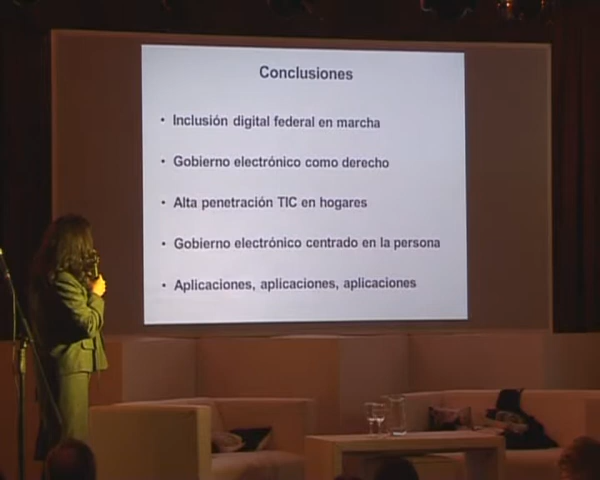 Conclusiones
• Inclusión digital federal en marcha
• Gobierno electrónico como derecho
• Alta penetración TIC en hogares
• Gobierno electrónico centrado en la persona
• Aplicaciones, aplicaciones, aplicaciones